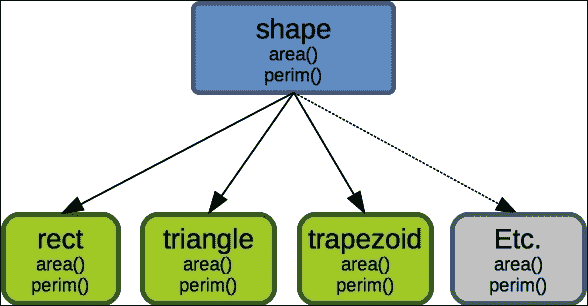 shape
area()
perim()
rect
area()
perim()
triangle
area()
perim()
trapezoid
area()
perim()
Etc.
area()
perim()